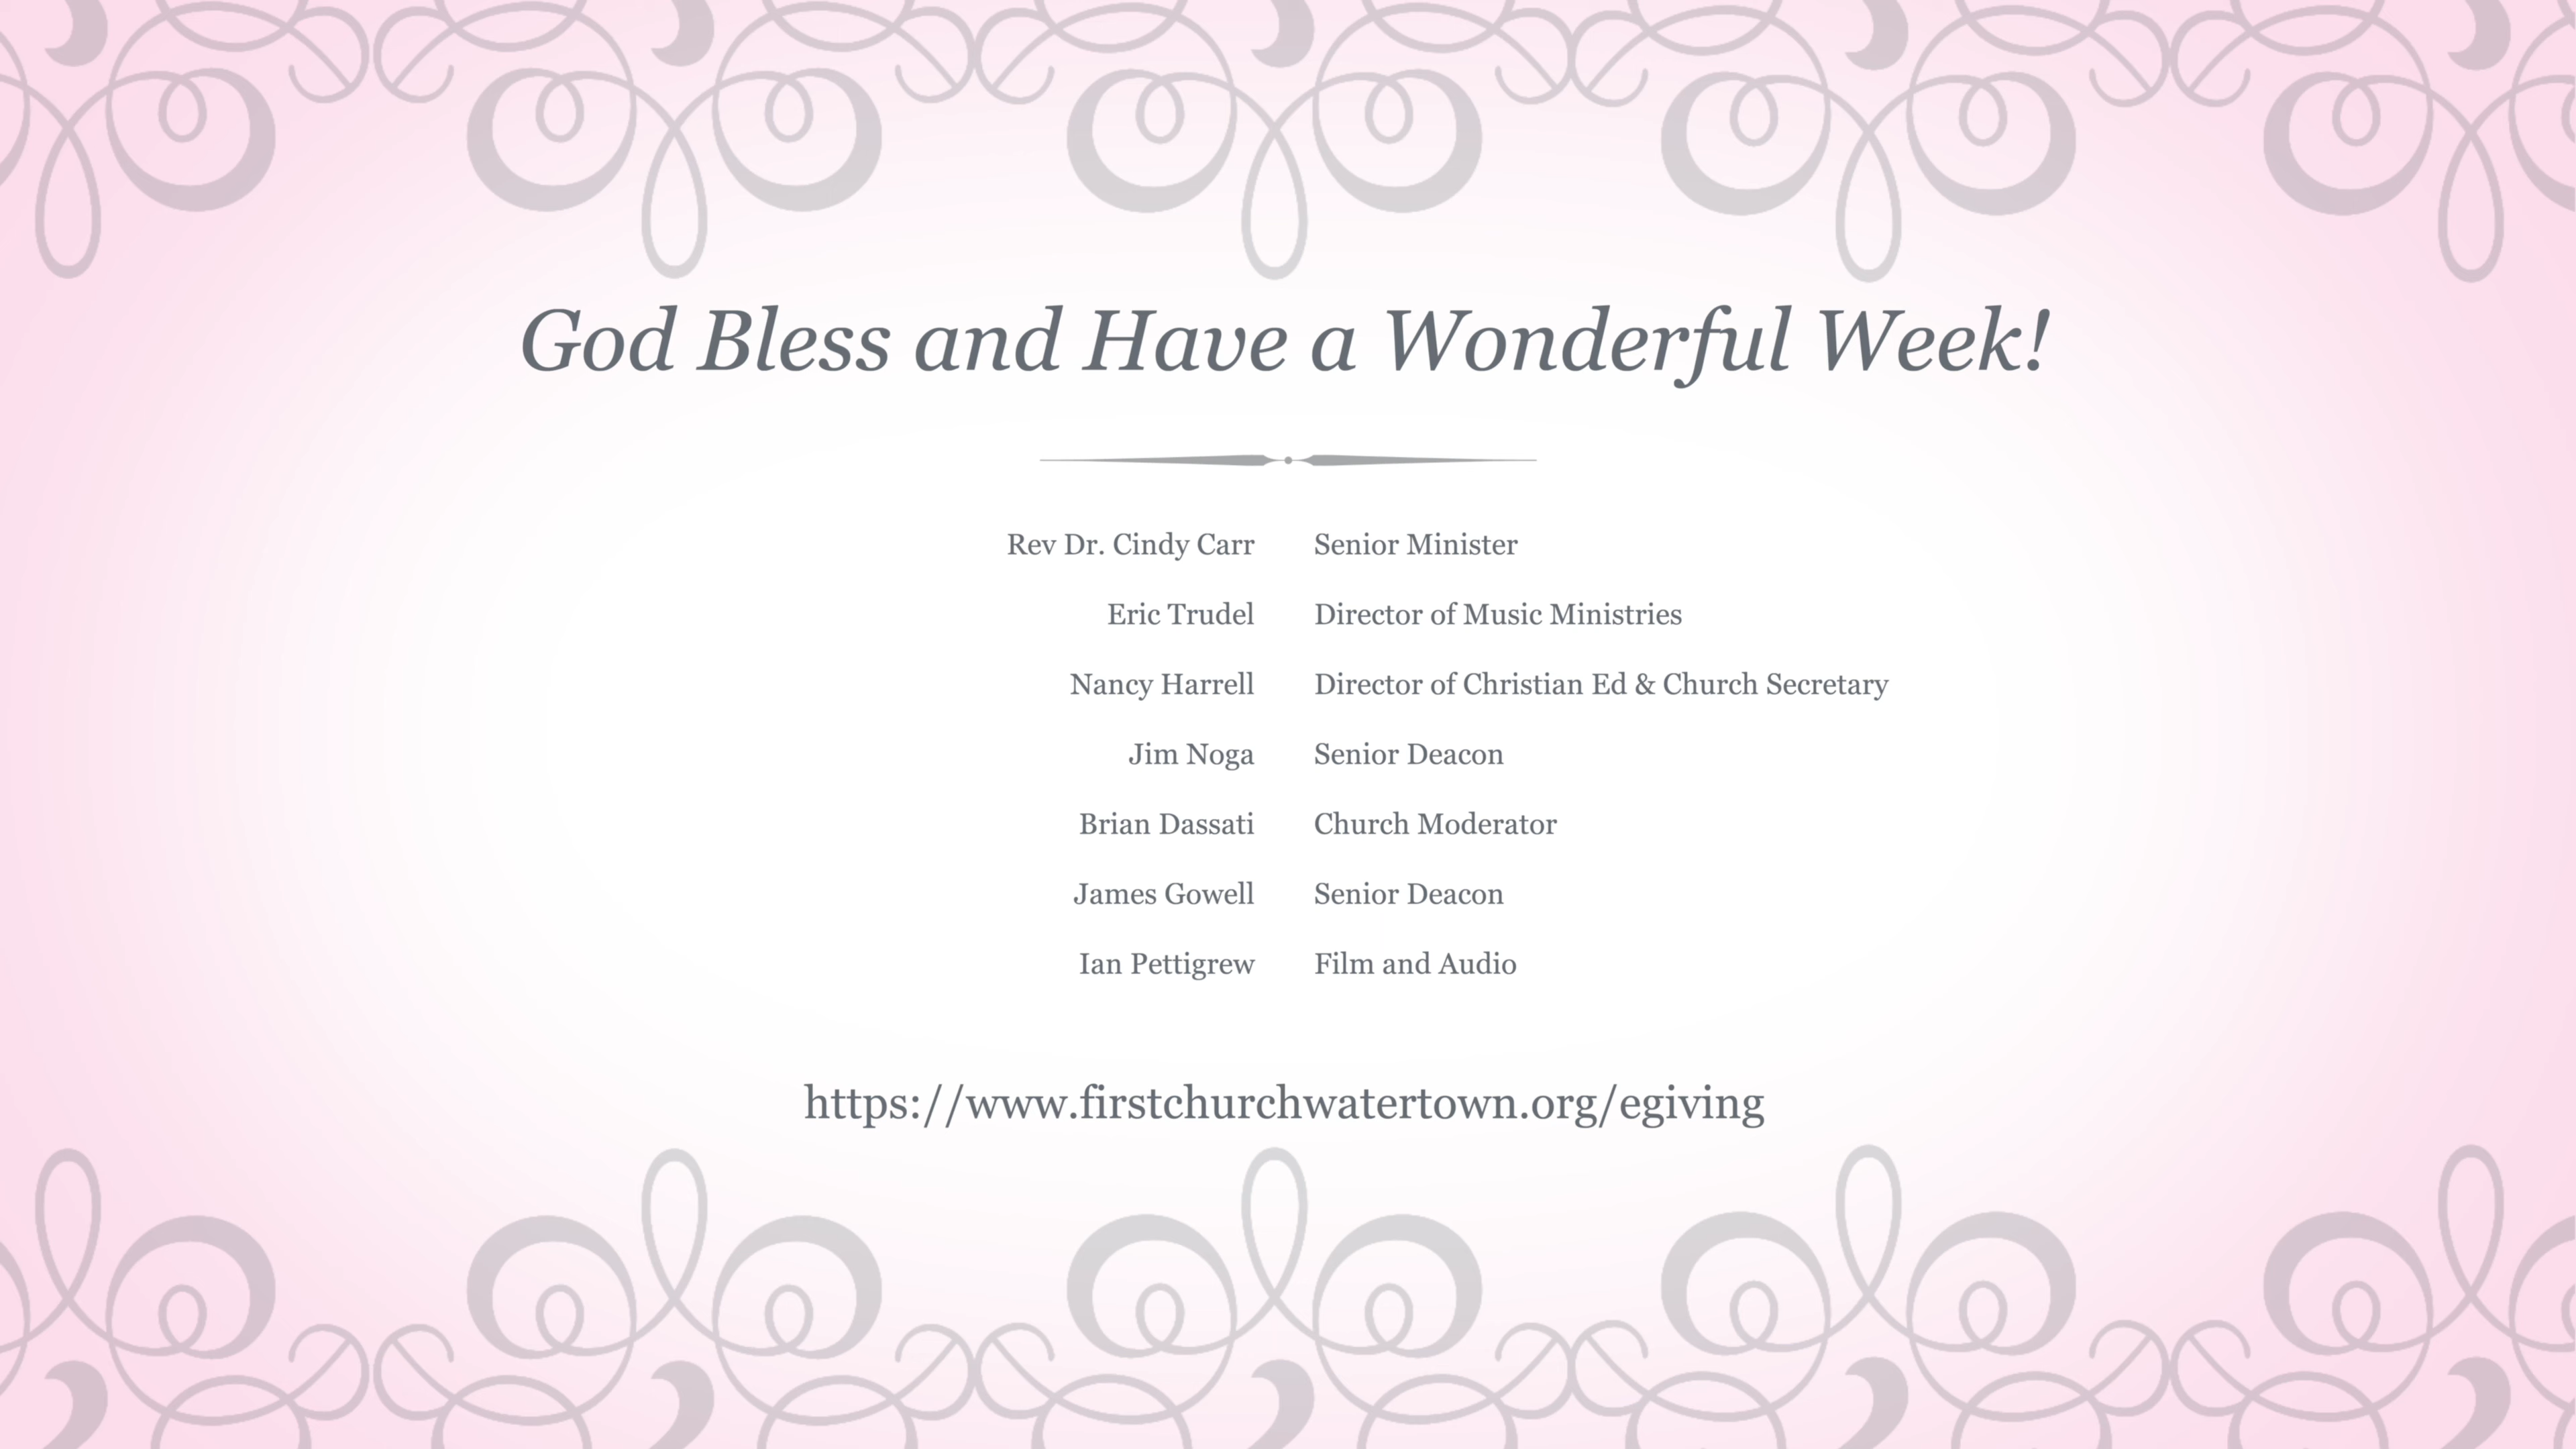 God Bless and Have a Wonderful Week!
Rev Dr. Cindy Carr Senior Minister
Eric Trudel Director of Music Ministries
Nancy Harrell Director of Christian Ed & Church Secretary
Jim Noga Senior Deacon
Brian Dassati Church Moderator
James Gowell Senior Deacon
Ian Pettigrew Film and Audio
https://www.firstchurchwatertown.org/egiving